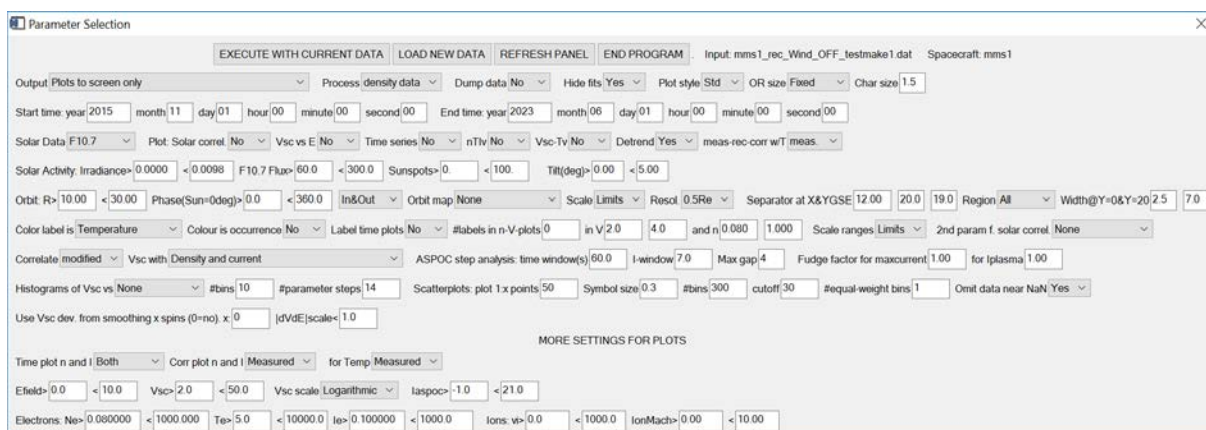 Parameter Selection
EXECUTE WITH CURRENT DATA LOAD NEW DATA REFRESH PANEL END PROGRAM . Input: mms1_rec_Wind_OFF_testmake1.dat Spacecraft: mms1
Output Plots to screen only Process density data Dump data No Hide fits Yes Plot style Std OR size Fixed Char size 1.5
Start time: year 2015 month 11 day 01 hour 00 minute 00 second 00 End time: year 2023 month 06 day 01 hour 00 minute 00 second 00
Solar Data F10.7 Plot: Solar correl. No Vsc vs E No Time series No nTIv No Vsc-Tv No Detrend Yes meas-rec-corr w/T meas.
Solar Activity: Irradiance> 0.0000 < 0.0098 F10.7 Flux> 60.0 < 300.0 Sunspots> 0. < 100. Tilt(deg)> 0.00 < 5.00
Orbit: R> 10.00 < 30.00 Phase(Sun=0deg)> 0.0 < 360.0 In&Out Orbit map None Scale Limits Resol. 0.5Re Separator at X&YGSE 12.00 20.0 19.0 Region All Width@Y=0&Y=20 2.5 7.0
Color label is Temperature Colour is occurrence No Label time plots No #labels in n-V-plots 0 in V 2.0 4.0 and n 0.080 1.000 Scale ranges Limits 2nd param f. solar correl. None
Correlate modified Vsc with Density and current ASPOC step analysis: time window(s) 60.0 I-window 7.0 Max gap 4 Fudge factor for maxcurrent 1.00 for Iplasma 1.00
Histograms of Vsc vs None #bins 10 #parameter steps 14 Scatterplots: plot 1:x points 50 Symbol size 0.3 #bins 300 cutoff 30 #equal-weight bins 1 Omit data near NaN Yes
Use Vsc dev. from smoothing x spins (0=no). x: 0 |dVdE|scale< 1.0
MORE SETTINGS FOR PLOTS
Time plot n and I Both Corr plot n and I Measured for Temp Measured
Efield> 0.0 < 10.0 Vsc> 2.0 < 50.0 Vsc scale Logarithmic Iaspoc> -1.0 < 21.0
Electrons: Ne> 0.080000 < 1000.000 Te> 5.0 < 10000.0 Ie> 0.100000 < 1000.0 Ions: vi> 0.0 < 1000.0 IonMach> 0.00 < 10.00